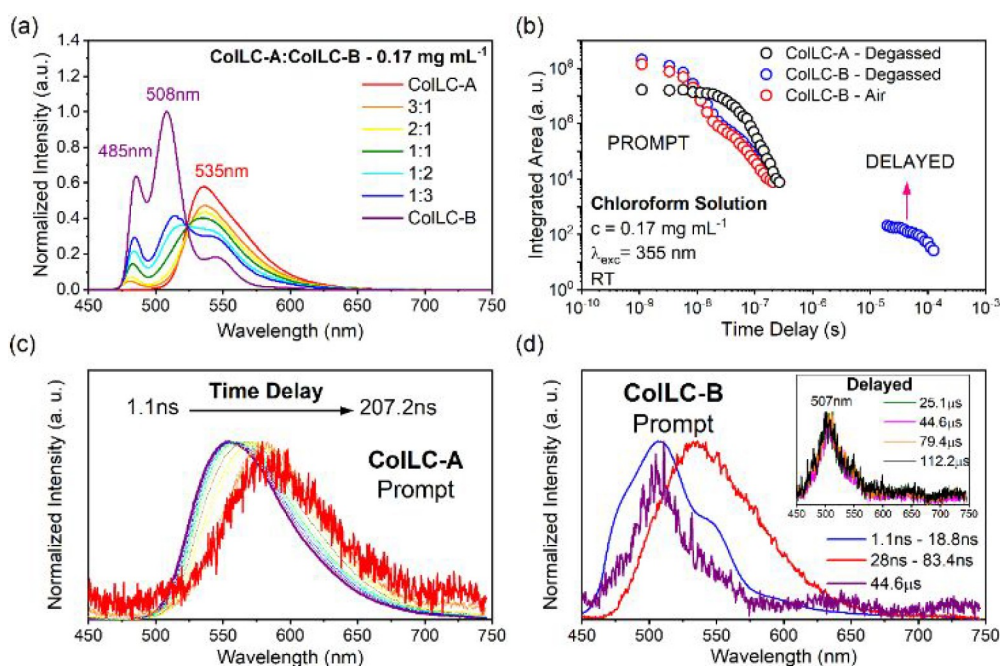 (a)
Normalized Intensity (a.u.)
1.4
1.2
1.0
0.8
0.6
0.4
0.2
0.0
ColLC-A:ColLC-B - 0.17 mg mL⁻¹
508nm
485nm
535nm
ColLC-A
3:1
2:1
1:1
1:2
1:3
ColLC-B
450 500 550 600 650 700 750
Wavelength (nm)
(b)
Integrated Area (a. u.)
10⁸
10⁶
10⁴
10²
10⁰
ColLC-A - Degassed
ColLC-B - Degassed
ColLC-B - Air
PROMPT
DELAYED
Chloroform Solution
c = 0.17 mg mL⁻¹
λexc= 355 nm
RT
10⁻¹⁰ 10⁻⁹ 10⁻⁸ 10⁻⁷ 10⁻⁶ 10⁻⁵ 10⁻⁴ 10⁻³
Time Delay (s)
(c)
Normalized Intensity (a. u.)
Time Delay
1.1ns 207.2ns
ColLC-A
Prompt
450 500 550 600 650 700 750
Wavelength (nm)
(d)
Normalized Intensity (a. u.)
ColLC-B
Prompt
Delayed
507nm
25.1µs
44.6µs
79.4µs
112.2µs
450 500 550 600 650 700 750
1.1ns - 18.8ns
28ns - 83.4ns
44.6µs
450 500 550 600 650 700 750
Wavelength (nm)